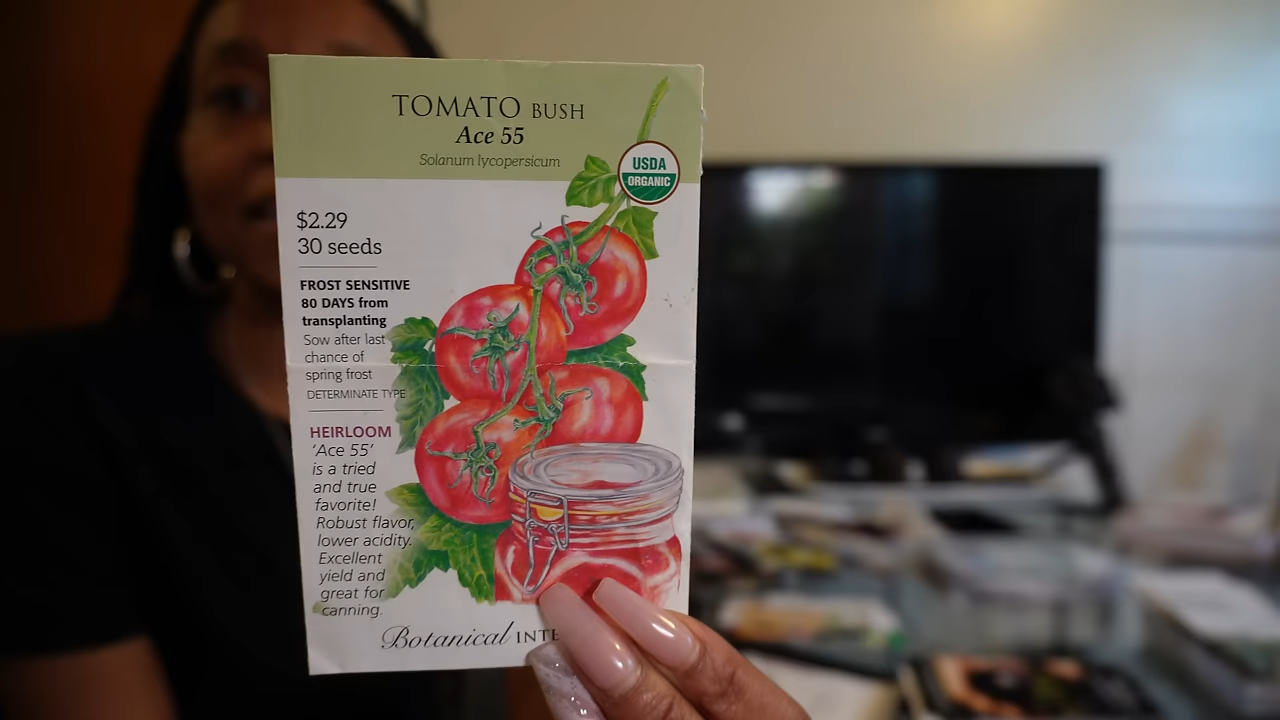 TOMATO BUSH
Ace 55
Solanum lycopersicum
USDA
ORGANIC
$2.29
30 seeds
FROST SENSITIVE
80 DAYS from
transplanting
Sow after last
chance of
spring frost
DETERMINATE TYPE
HEIRLOOM
'Ace 55'
is a tried
and true
favorite!
Robust flavor,
lower acidity.
Excellent
yield and
great for
canning.
Botanical INTE